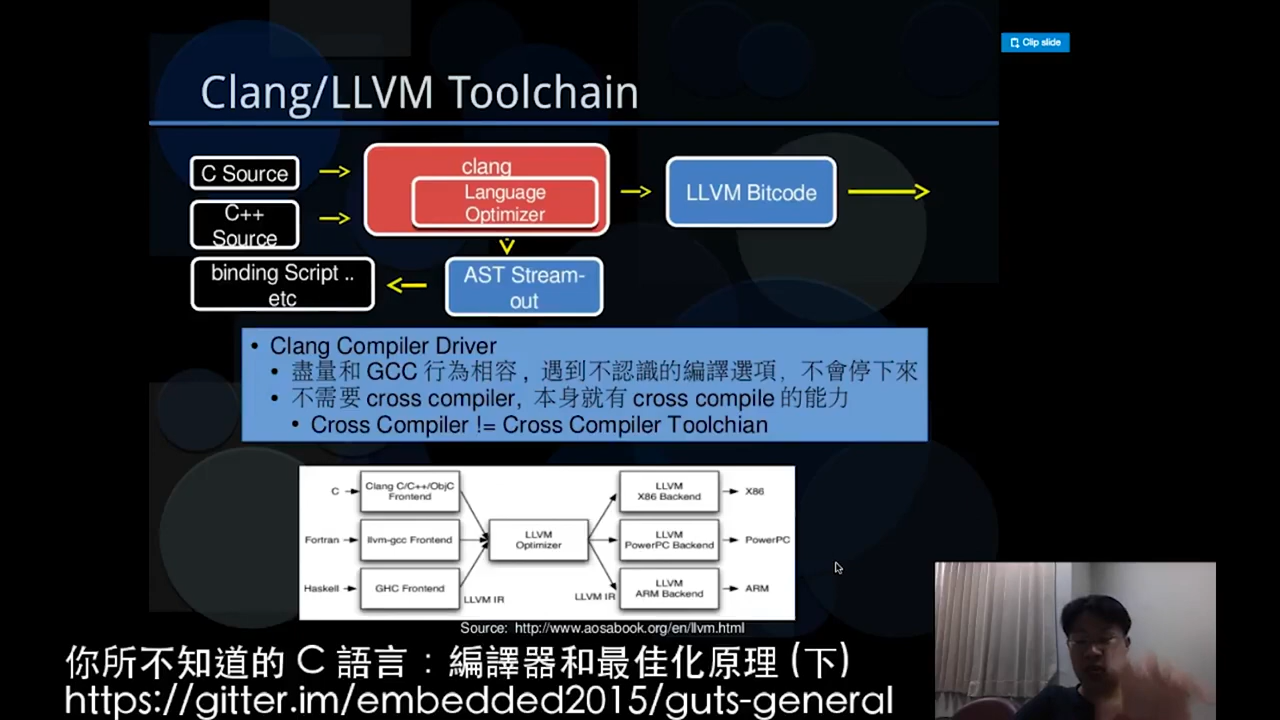 Clip slide
Clang/LLVM Toolchain
C Source
C++
Source
clang
Language
Optimizer
LLVM Bitcode
binding Script ..
etc
AST Stream-
out
• Clang Compiler Driver
• 盡量和 GCC 行為相容 , 遇到不認識的編譯選項, 不會停下來
• 不需要 cross compiler, 本身就有 cross compile 的能力
• Cross Compiler != Cross Compiler Toolchian
C
Clang C/C++/ObjC
Frontend
LLVM
X86 Backend
X86
Fortran
llvm-gcc Frontend
LLVM
Optimizer
LLVM
PowerPC Backend
PowerPC
Haskell
GHC Frontend
LLVM IR
LLVM IR
LLVM
ARM Backend
ARM
Source: http://www.aosabook.org/en/llvm.html
你所不知道的 C 語言：編譯器和最佳化原理 (下)
https://gitter.im/embedded2015/guts-general